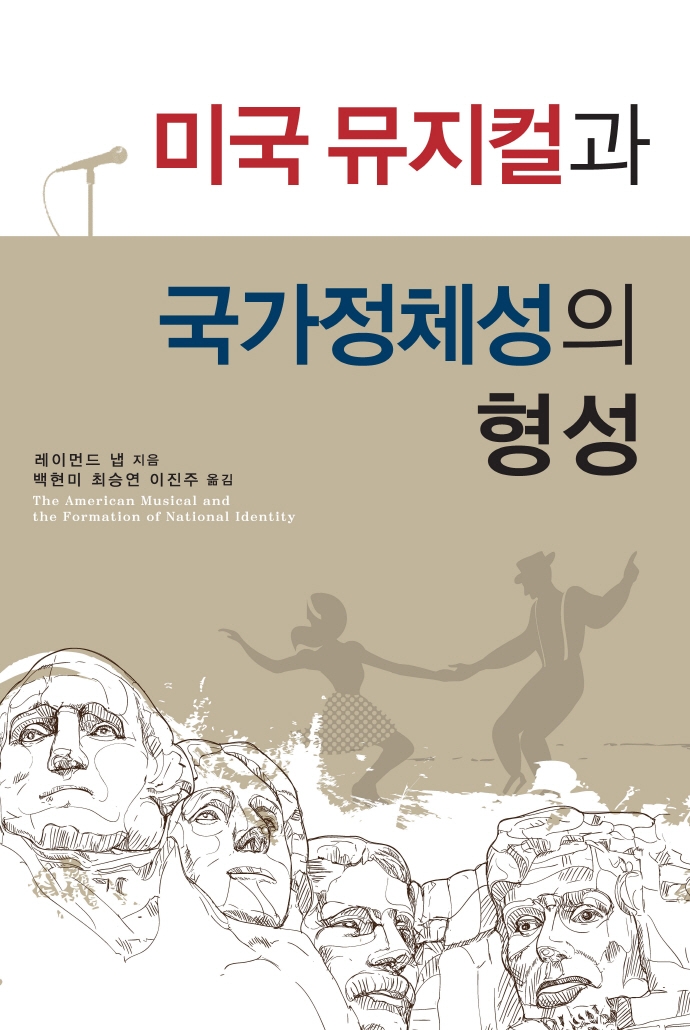 미국 뮤지컬과
국가정체성의
형성
레이먼드 냅 지음
백현미 최승연 이진주 옮김
The American Musical and
the Formation of National Identity